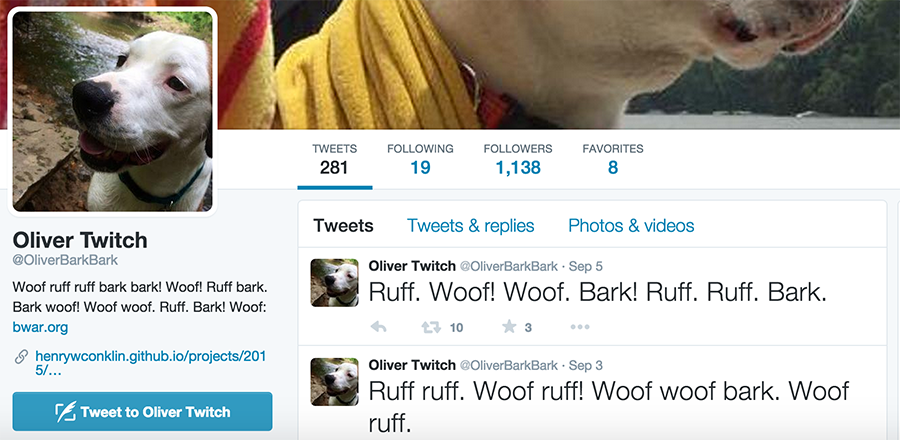 TWEETS FOLLOWING FOLLOWERS FAVORITES
281 19 1,138 8
Oliver Twitch
@OliverBarkBark
Woof ruff ruff bark bark! Woof! Ruff bark.
Bark woof! Woof woof. Ruff. Bark! Woof:
bwar.org
henrywconklin.github.io/projects/201
5/…
Tweet to Oliver Twitch
Tweets Tweets & replies Photos & videos
Oliver Twitch @OliverBarkBark · Sep 5
Ruff. Woof! Woof. Bark! Ruff. Ruff. Bark.
10 3
Oliver Twitch @OliverBarkBark · Sep 3
Ruff ruff. Woof ruff! Woof woof bark. Woof
ruff.